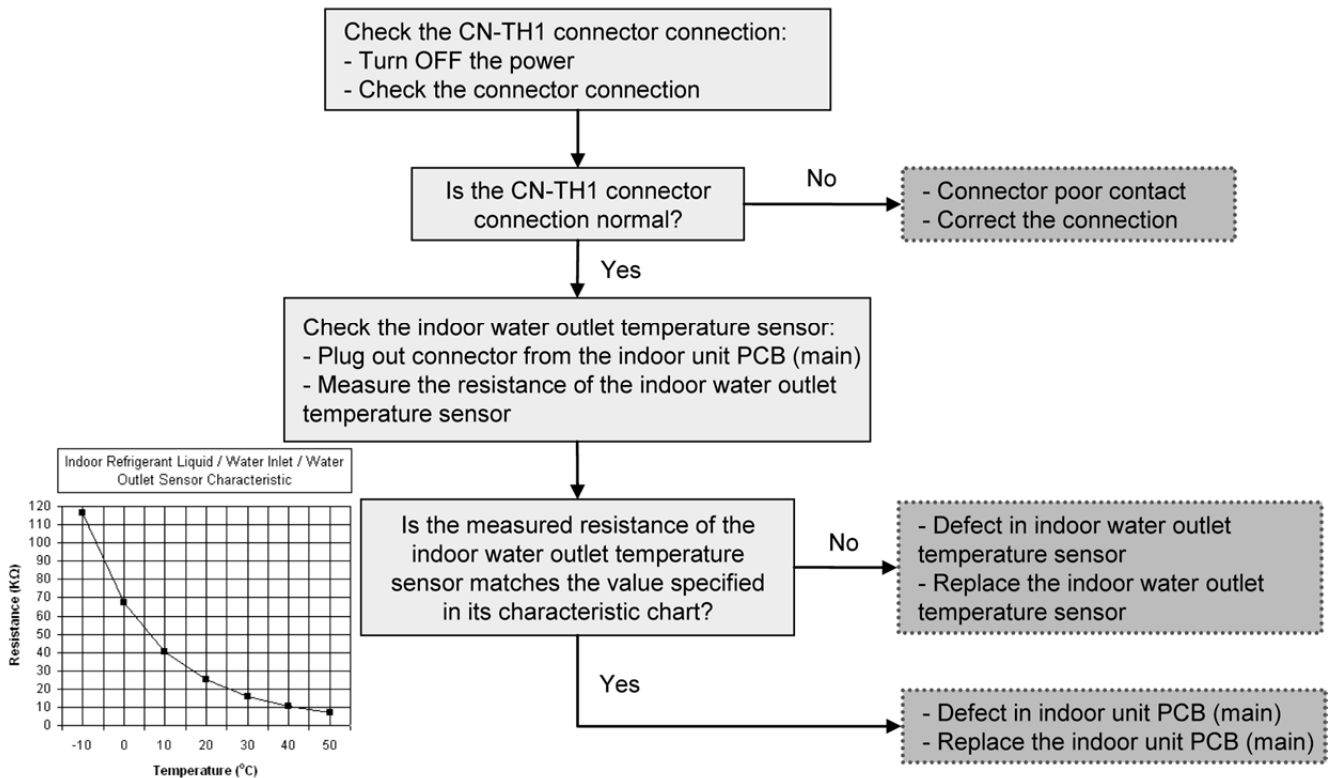 Check the CN-TH1 connector connection:
- Turn OFF the power
- Check the connector connection
Is the CN-TH1 connector
connection normal?
No
- Connector poor contact
- Correct the connection
Yes
Check the indoor water outlet temperature sensor:
- Plug out connector from the indoor unit PCB (main)
- Measure the resistance of the indoor water outlet
temperature sensor
Indoor Refrigerant Liquid / Water Inlet / Water
Outlet Sensor Characteristic
120
110
100
90
80
70
60
50
40
30
20
10
0
Resistance (KΩ)
-10 0 10 20 30 40 50
Temperature (°C)
Is the measured resistance of the
indoor water outlet temperature
sensor matches the value specified
in its characteristic chart?
No
- Defect in indoor water outlet
temperature sensor
- Replace the indoor water outlet
temperature sensor
Yes
- Defect in indoor unit PCB (main)
- Replace the indoor unit PCB (main)